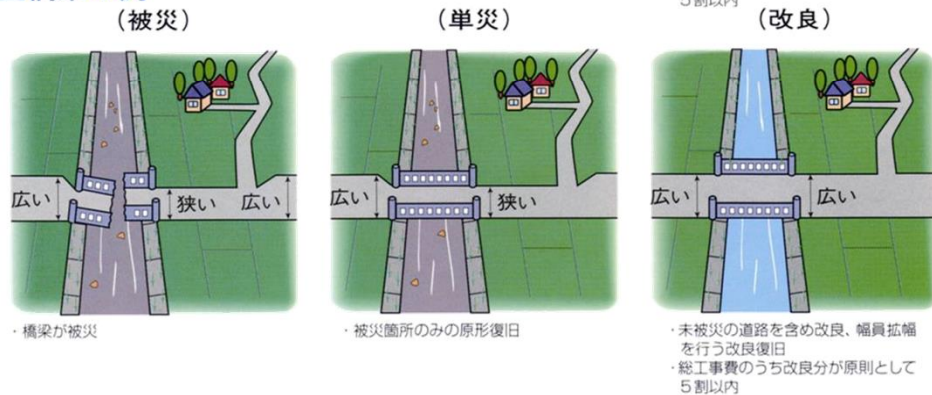 5割以内
(被災)
(単災)
(改良)
広い
狭い
広い
広い
狭い
広い
広い
・橋梁が被災
・被災箇所のみの原形復旧
・未被災の道路を含め改良、幅員拡幅
を行う改良復旧
・総工事費のうち改良分が原則として
5割以内